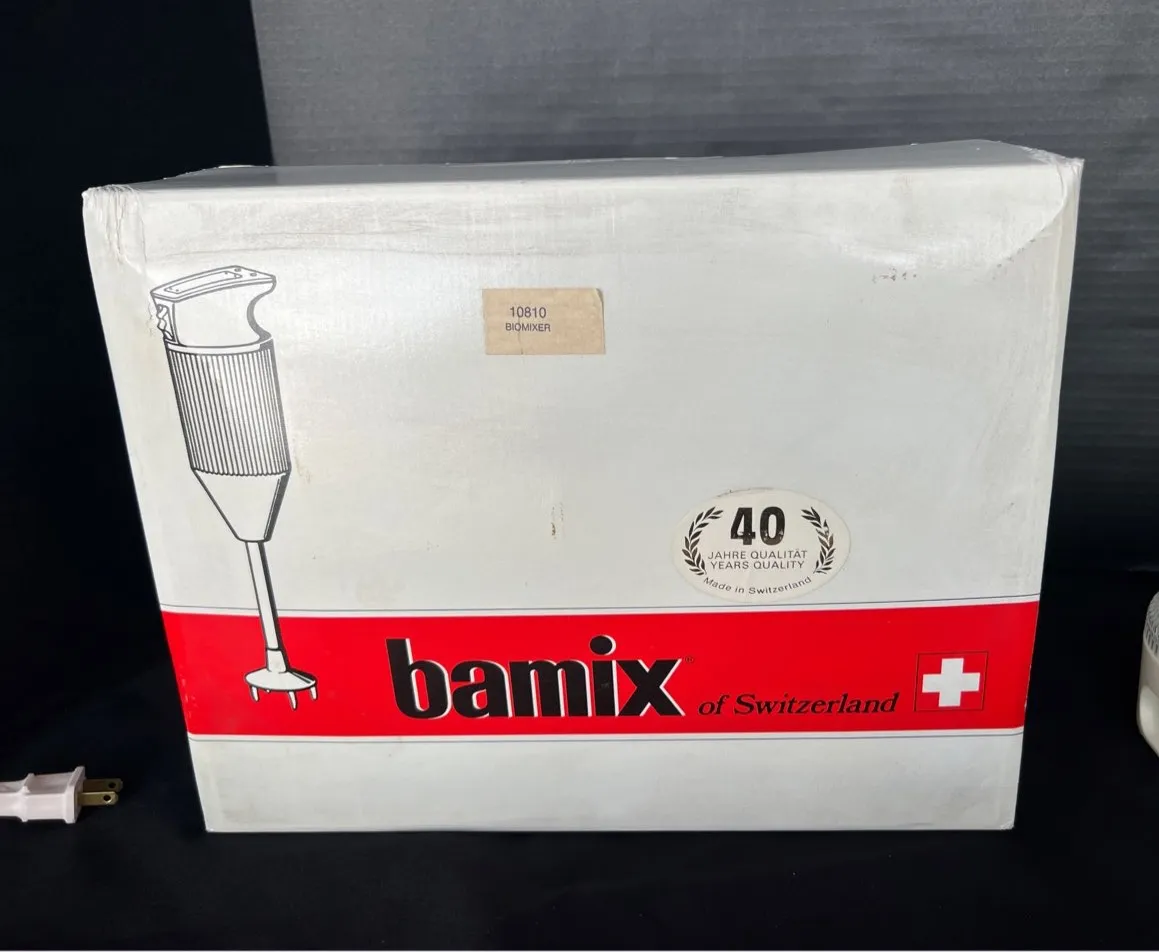 10810
BIOMIXER
40
JAHRE QUALITÄT
YEARS QUALITY
Made in Switzerland
bamix® of Switzerland